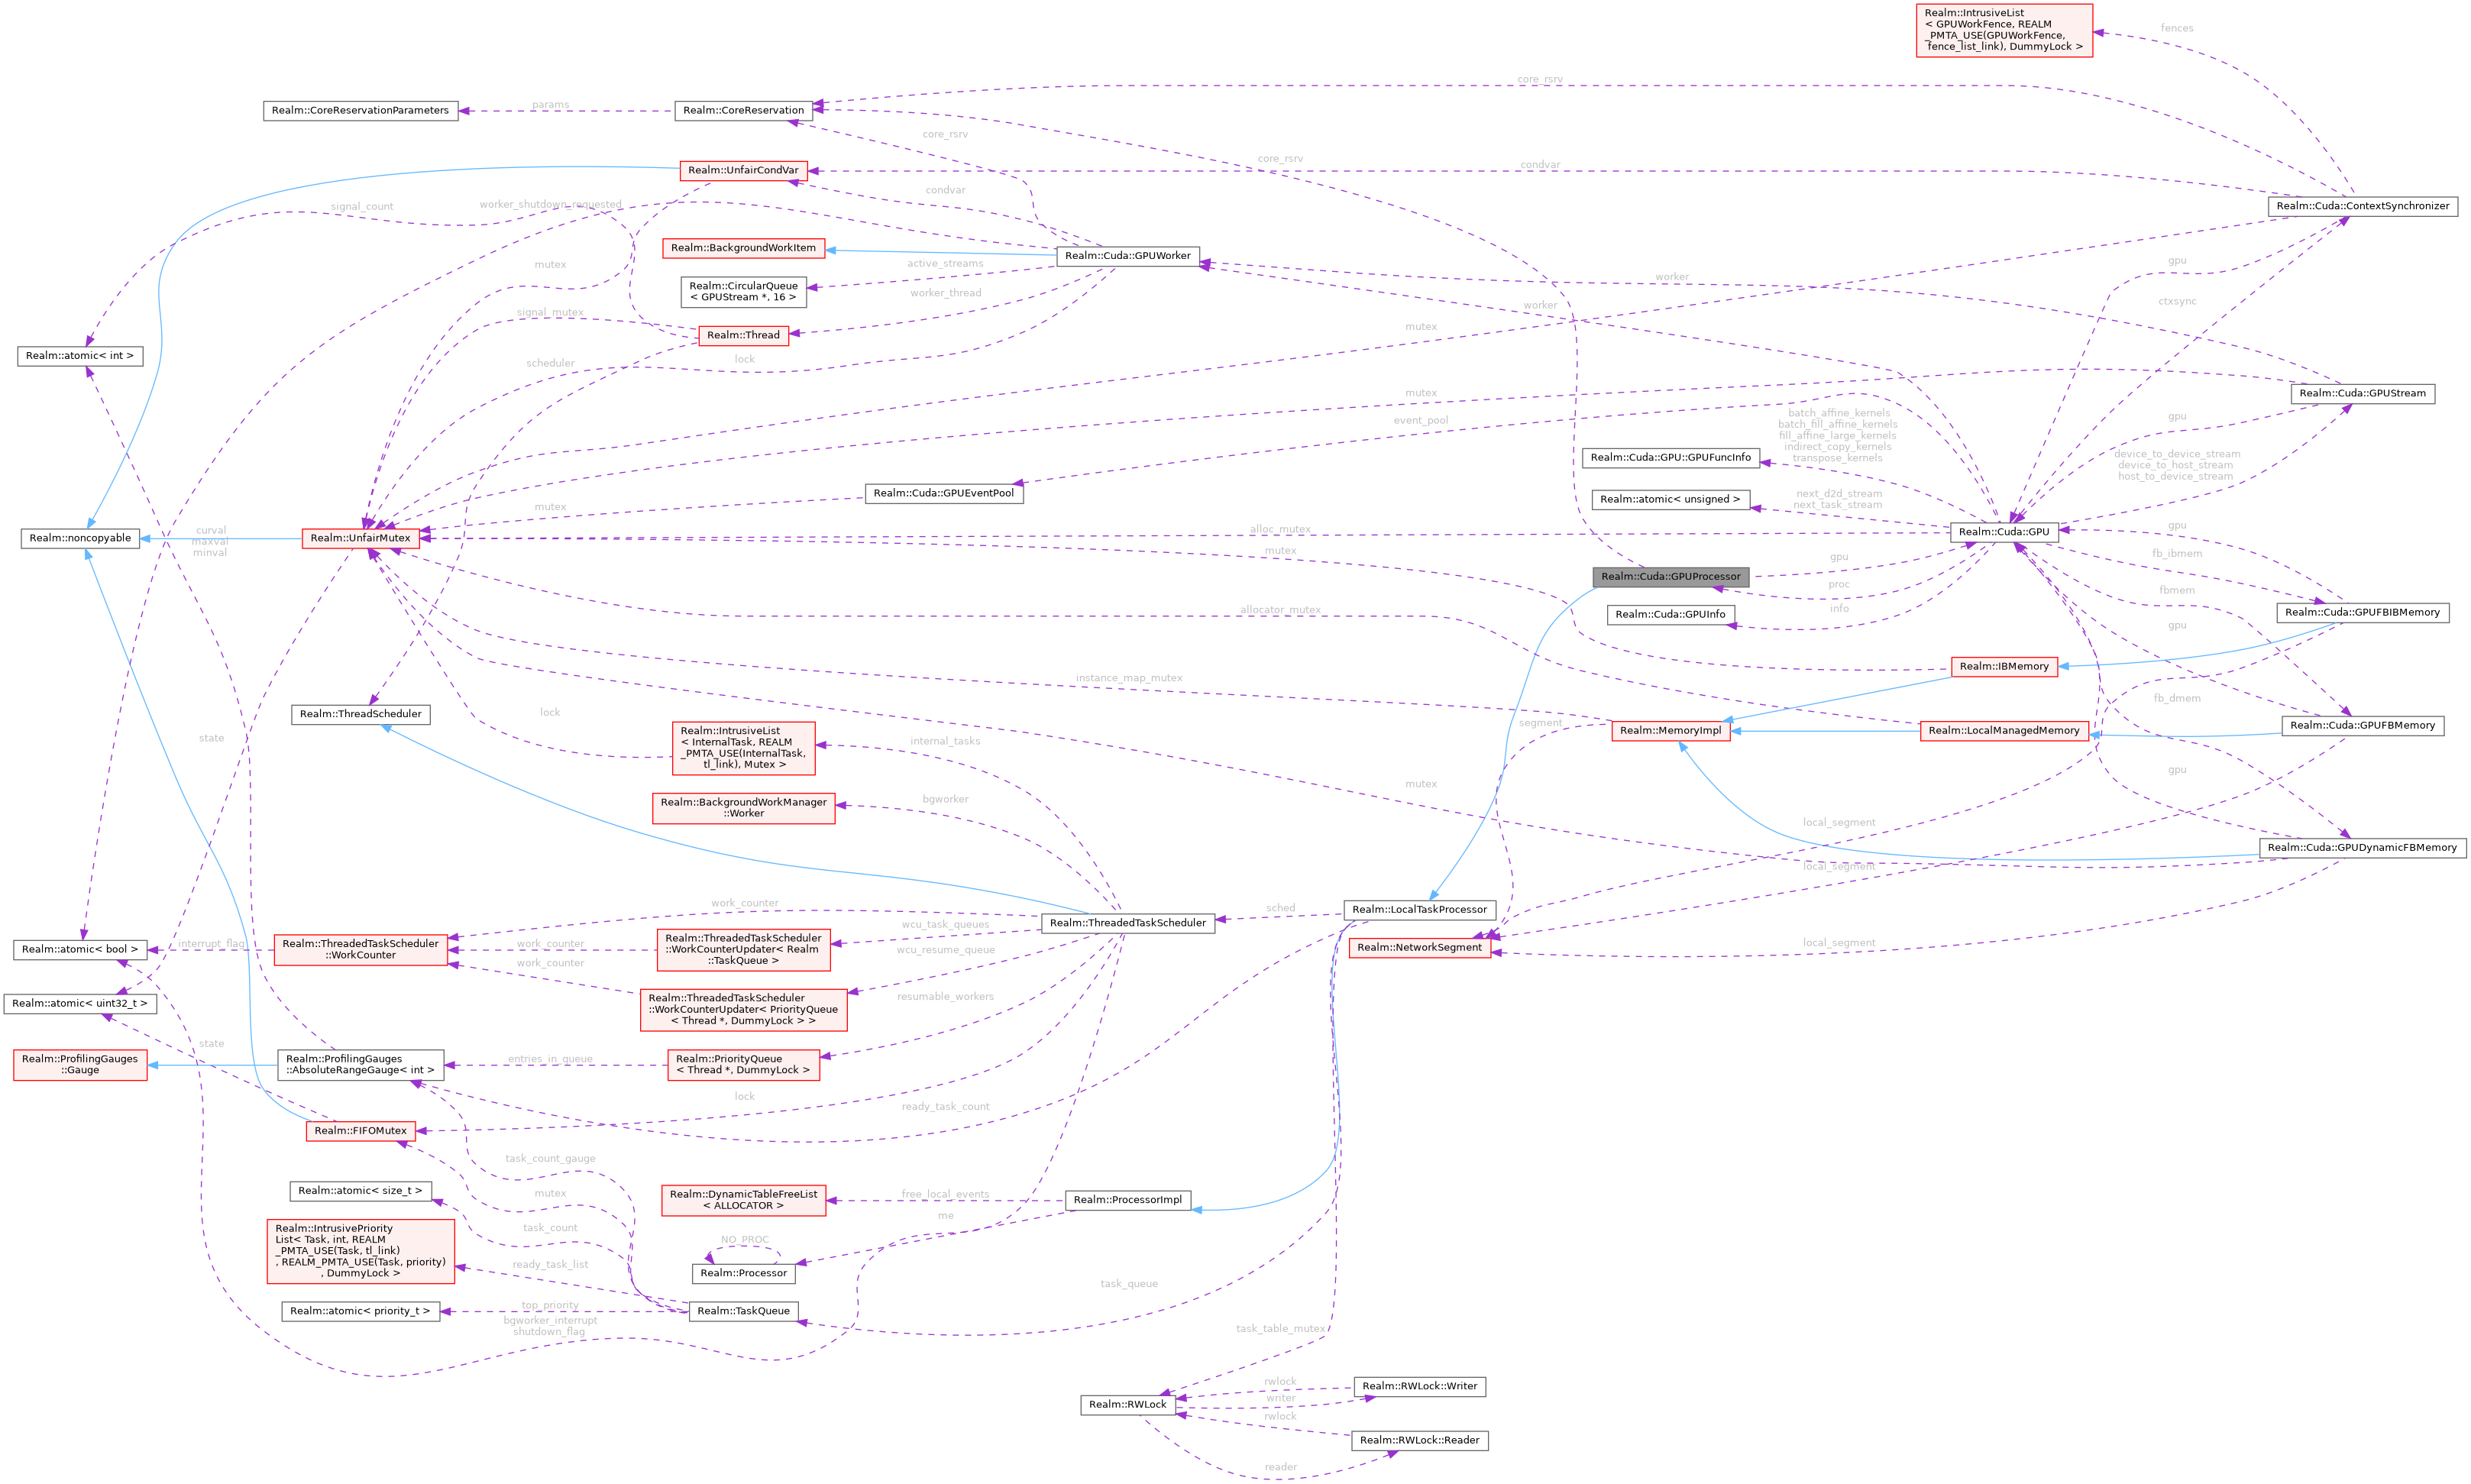 Realm::IntrusiveList
< GPUWorkFence, REALM
_PMTA_USE(GPUWorkFence,
fence_list_link), DummyLock >
fences
core_rsrv
Realm::CoreReservationParameters
params
Realm::CoreReservation
core_rsrv
core_rsrv
Realm::UnfairCondVar
condvar
condvar
signal_count
worker_shutdown_requested
Realm::Cuda::ContextSynchronizer
Realm::BackgroundWorkItem
Realm::Cuda::GPUWorker
mutex
active_streams
gpu
worker
Realm::CircularQueue
< GPUStream *, 16 >
worker_thread
worker
ctxsync
signal_mutex
Realm::Thread
mutex
Realm::atomic< int >
scheduler
lock
mutex
Realm::Cuda::GPUStream
event_pool
gpu
batch_affine_kernels
batch_fill_affine_kernels
fill_affine_large_kernels
indirect_copy_kernels
transpose_kernels
Realm::Cuda::GPU::GPUFuncInfo
device_to_device_stream
device_to_host_stream
host_to_device_stream
Realm::Cuda::GPUEventPool
next_d2d_stream
next_task_stream
Realm::atomic< unsigned >
mutex
Realm::noncopyable
curval
maxval
minval
Realm::UnfairMutex
alloc_mutex
mutex
Realm::Cuda::GPU
gpu
fb_ibmem
gpu
Realm::Cuda::GPUProcessor
proc
fbmem
allocator_mutex
Realm::Cuda::GPUInfo
info
Realm::Cuda::GPUFBIBMemory
gpu
instance_map_mutex
Realm::IBMemory
fb_dmem
Realm::ThreadScheduler
lock
segment
Realm::MemoryImpl
Realm::LocalManagedMemory
Realm::Cuda::GPUFBMemory
state
Realm::IntrusiveList
< InternalTask, REALM
_PMTA_USE(InternalTask,
tl_link), Mutex >
internal_tasks
mutex
gpu
Realm::BackgroundWorkManager
::Worker
bgworker
local_segment
Realm::Cuda::GPUDynamicFBMemory
local_segment
work_counter
Realm::ThreadedTaskScheduler
sched
Realm::LocalTaskProcessor
Realm::atomic< bool >
interrupt_flag
Realm::ThreadedTaskScheduler
::WorkCounter
work_counter
Realm::ThreadedTaskScheduler
::WorkCounterUpdater< Realm
::TaskQueue >
wcu_task_queues
Realm::NetworkSegment
local_segment
work_counter
wcu_resume_queue
Realm::atomic< uint32_t >
Realm::ThreadedTaskScheduler
::WorkCounterUpdater< PriorityQueue
< Thread *, DummyLock > >
resumable_workers
state
Realm::ProfilingGauges
::Gauge
Realm::ProfilingGauges
::AbsoluteRangeGauge< int >
entries_in_queue
Realm::PriorityQueue
< Thread *, DummyLock >
lock
ready_task_count
Realm::FIFOMutex
task_count_gauge
Realm::atomic< size_t >
mutex
Realm::DynamicTableFreeList
< ALLOCATOR >
free_local_events
Realm::ProcessorImpl
Realm::IntrusivePriority
List< Task, int, REALM
_PMTA_USE(Task, tl_link)
, REALM_PMTA_USE(Task, priority)
, DummyLock >
task_count
me
NO_PROC
ready_task_list
Realm::Processor
task_queue
Realm::atomic< priority_t >
top_priority
Realm::TaskQueue
bgworker_interrupt
shutdown_flag
task_table_mutex
rwlock
Realm::RWLock::Writer
writer
Realm::RWLock
rwlock
Realm::RWLock::Reader
reader